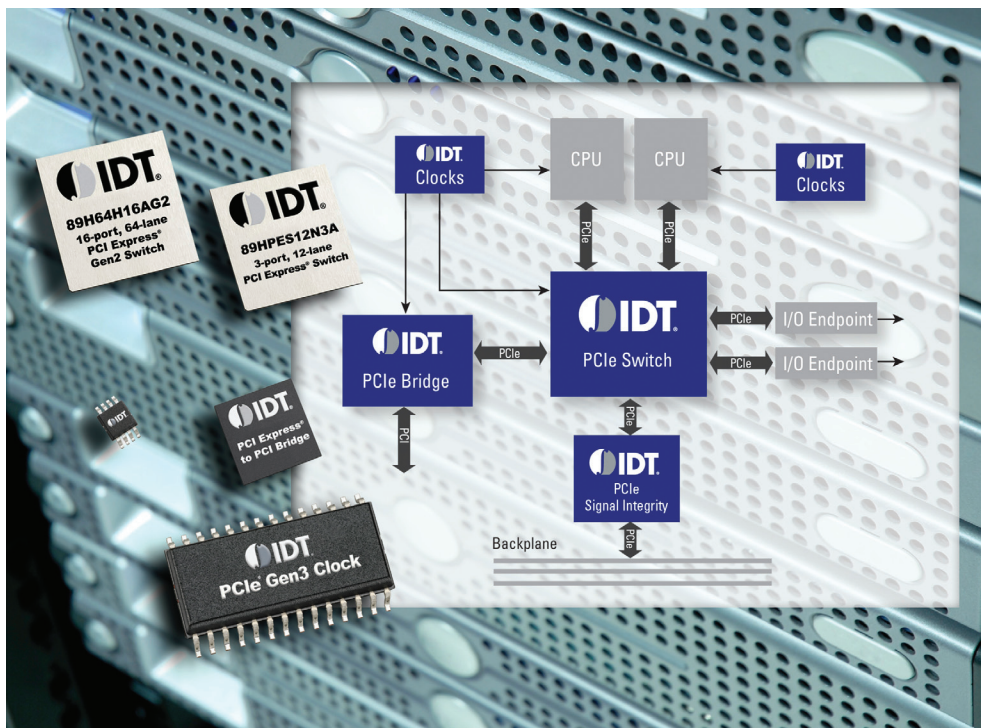 IDT®
89H64H16AG2
16-port, 64-lane
PCI Express®
Gen2 Switch
IDT®
89HPES12N3A
3-port, 12-lane
PCI Express® Switch
IDT
IDT®
PCI Express®
to PCI Bridge
IDT®
PCIe® Gen3 Clock
IDT®
Clocks
CPU
CPU
IDT®
Clocks
PCIe
PCIe
IDT®
PCIe Bridge
PCIe
IDT®
PCIe Switch
PCIe
I/O Endpoint
PCIe
I/O Endpoint
PCI
PCIe
IDT®
PCIe
Signal Integrity
PCIe
Backplane